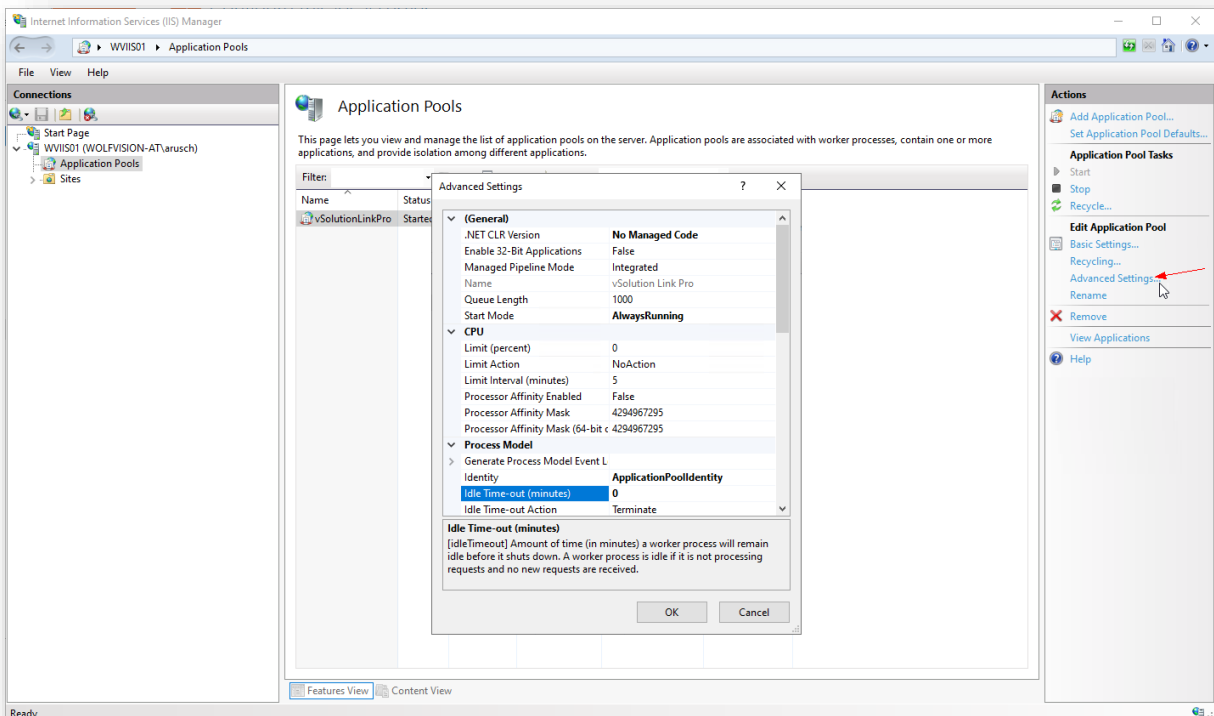 Internet Information Services (IIS) Manager
WVIIS01 Application Pools
File View Help
Connections
Start Page
WVIIS01 (WOLFVISION-AT\arusch)
Application Pools
Sites
Application Pools
This page lets you view and manage the list of application pools on the server. Application pools are associated with worker processes, contain one or more
applications, and provide isolation among different applications.
Filter:
Name Status
vSolutionLinkPro Started
Advanced Settings ?
(General)
.NET CLR Version No Managed Code
Enable 32-Bit Applications False
Managed Pipeline Mode Integrated
Name vSolution Link Pro
Queue Length 1000
Start Mode AlwaysRunning
CPU
Limit (percent) 0
Limit Action NoAction
Limit Interval (minutes) 5
Processor Affinity Enabled False
Processor Affinity Mask 4294967295
Processor Affinity Mask (64-bit c 4294967295
Process Model
Generate Process Model Event L
Identity ApplicationPoolIdentity
Idle Time-out (minutes) 0
Idle Time-out Action Terminate
Idle Time-out (minutes)
[idleTimeout] Amount of time (in minutes) a worker process will remain
idle before it shuts down. A worker process is idle if it is not processing
requests and no new requests are received.
OK Cancel
Features View Content View
Actions
Add Application Pool...
Set Application Pool Defaults...
Application Pool Tasks
Start
Stop
Recycle...
Edit Application Pool
Basic Settings...
Recycling...
Advanced Settings...
Rename
Remove
View Applications
Help
Ready